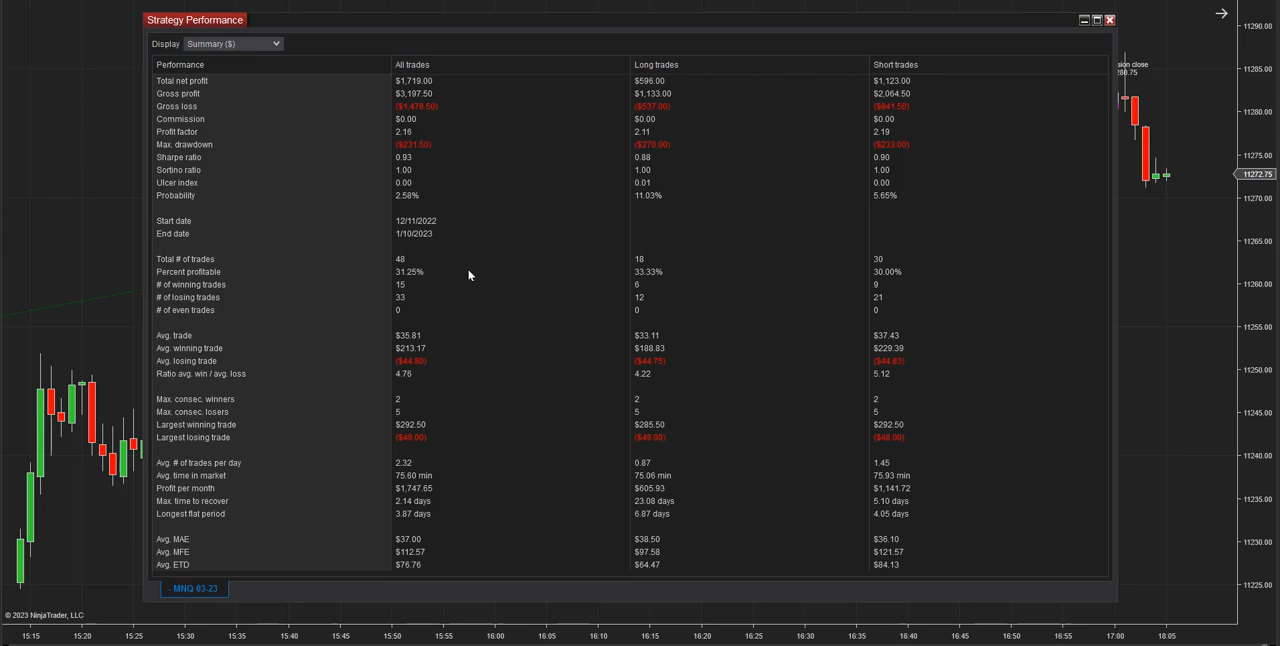 Strategy Performance
Display Summary ($)
Performance All trades Long trades Short trades
Total net profit $1,719.00 $596.00 $1,123.00
Gross profit $3,197.50 $1,133.00 $2,064.50
Gross loss ($1,478.50) ($537.00) ($941.50)
Commission $0.00 $0.00 $0.00
Profit factor 2.16 2.11 2.19
Max. drawdown ($231.50) ($270.00) ($233.00)
Sharpe ratio 0.93 0.88 0.90
Sortino ratio 1.00 1.00 1.00
Ulcer index 0.00 0.01 0.00
Probability 2.58% 11.03% 5.65%
Start date 12/11/2022
End date 1/10/2023
Total # of trades 48 18 30
Percent profitable 31.25% 33.33% 30.00%
# of winning trades 15 6 9
# of losing trades 33 12 21
# of even trades 0 0 0
Avg. trade $35.81 $33.11 $37.43
Avg. winning trade $213.17 $188.83 $229.39
Avg. losing trade ($44.80) ($44.75) ($44.83)
Ratio avg. win / avg. loss 4.76 4.22 5.12
Max. consec. winners 2 2 2
Max. consec. losers 5 5 5
Largest winning trade $292.50 $285.50 $292.50
Largest losing trade ($49.00) ($49.00) ($48.00)
Avg. # of trades per day 2.32 0.87 1.45
Avg. time in market 75.60 min 75.06 min 75.93 min
Profit per month $1,747.65 $605.93 $1,141.72
Max. time to recover 2.14 days 23.08 days 5.10 days
Longest flat period 3.87 days 6.87 days 4.05 days
Avg. MAE $37.00 $38.50 $36.10
Avg. MFE $112.57 $97.58 $121.57
Avg. ETD $76.76 $64.47 $84.13
MNQ 03-23
sion close
280.75
11290.00
11285.00
11280.00
11275.00
11272.75
11270.00
11265.00
11260.00
11255.00
11250.00
11245.00
11240.00
11235.00
11230.00
11225.00
© 2023 NinjaTrader, LLC
15:15 15:20 15:25 15:30 15:35 15:40 15:45 15:50 15:55 16:00 16:05 16:10 16:15 16:20 16:25 16:30 16:35 16:40 16:45 16:50 16:55 17:00 18:05